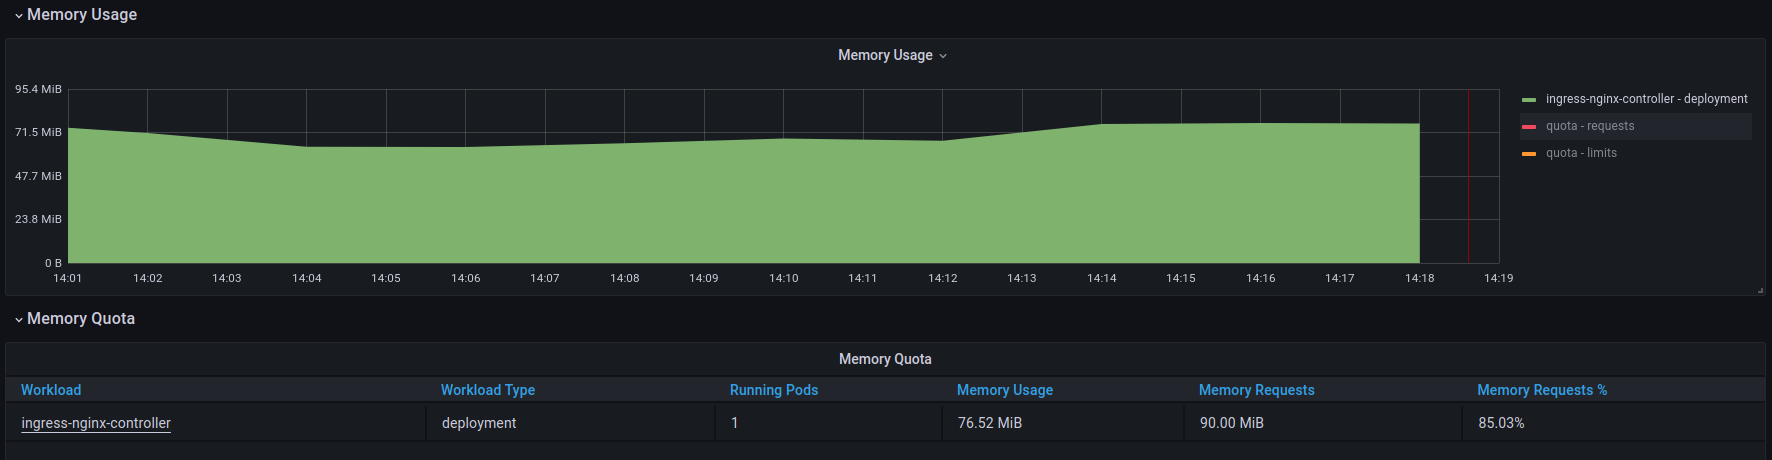 Memory Usage
Memory Usage
95.4 MiB
71.5 MiB
47.7 MiB
23.8 MiB
0 B
14:01 14:02 14:03 14:04 14:05 14:06 14:07 14:08 14:09 14:10 14:11 14:12 14:13 14:14 14:15 14:16 14:17 14:18 14:19
ingress-nginx-controller - deployment
quota - requests
quota - limits
Memory Quota
Memory Quota
Workload Workload Type Running Pods Memory Usage Memory Requests Memory Requests %
ingress-nginx-controller deployment 1 76.52 MiB 90.00 MiB 85.03%